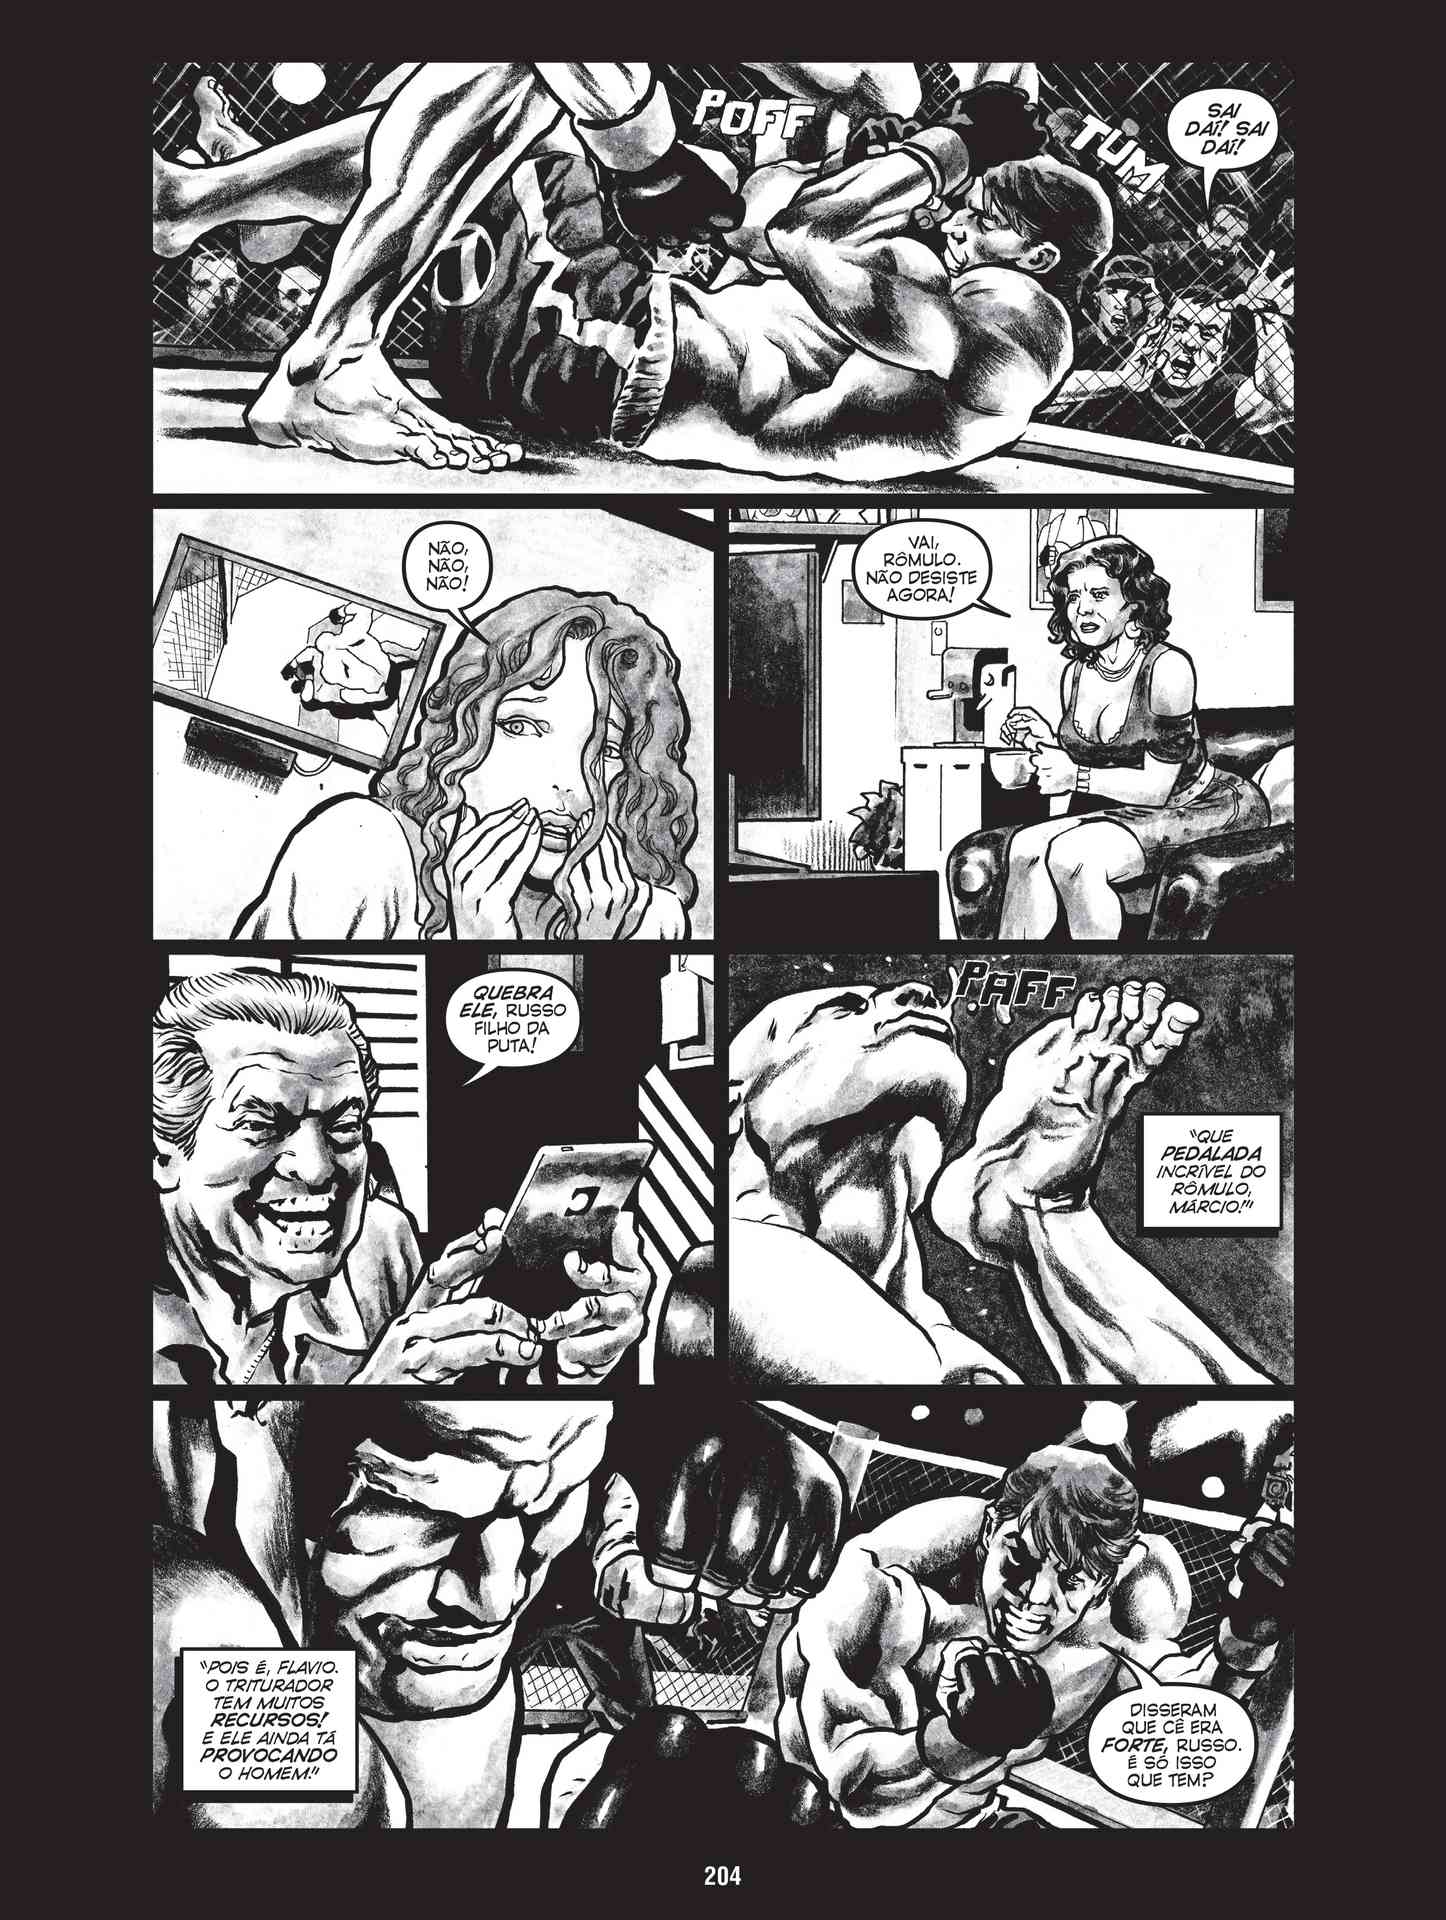 POFF
TUM
SAI
DAÍ! SAI
DAÍ!
NÃO,
NÃO,
NÃO!
VAI,
RÔMULO.
NÃO DESISTE
AGORA!
QUEBRA
ELE, RUSSO
FILHO DA
PUTA!
PAFF
"QUE
PEDALADA
INCRÍVEL DO
RÔMULO,
MÁRCIO!"
"POIS É, FLAVIO.
O TRITURADOR
TEM MUITOS
RECURSOS!
E ELE AINDA TÁ
PROVOCANDO
O HOMEM."
DISSERAM
QUE CÊ ERA
FORTE, RUSSO.
É SÓ ISSO
QUE TEM?
204